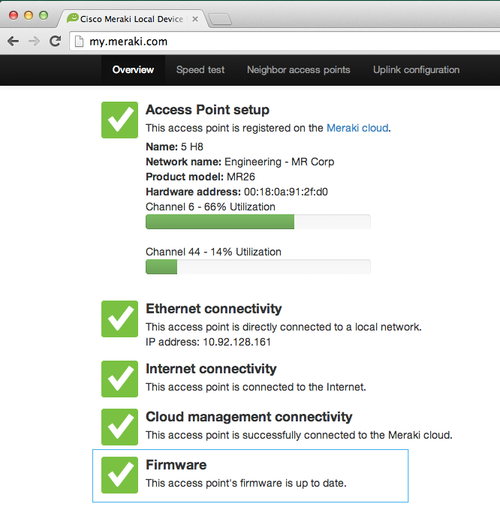 Cisco Meraki Local Device
my.meraki.com
Overview Speed test Neighbor access points Uplink configuration
Access Point setup
This access point is registered on the Meraki cloud.
Name: 5 H8
Network name: Engineering - MR Corp
Product model: MR26
Hardware address: 00:18:0a:91:2f:d0
Channel 6 - 66% Utilization
Channel 44 - 14% Utilization
Ethernet connectivity
This access point is directly connected to a local network.
IP address: 10.92.128.161
Internet connectivity
This access point is connected to the Internet.
Cloud management connectivity
This access point is successfully connected to the Meraki cloud.
Firmware
This access point's firmware is up to date.